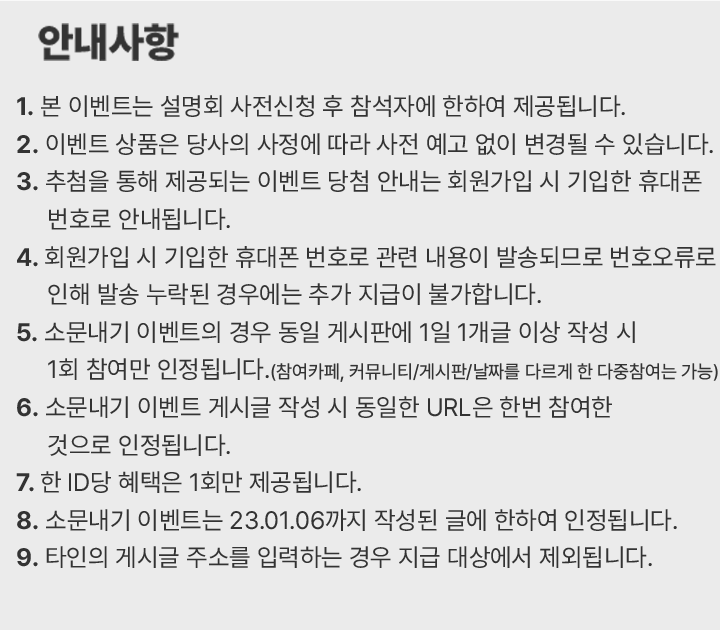 안내사항
1. 본 이벤트는 설명회 사전신청 후 참석자에 한하여 제공됩니다.
2. 이벤트 상품은 당사의 사정에 따라 사전 예고 없이 변경될 수 있습니다.
3. 추첨을 통해 제공되는 이벤트 당첨 안내는 회원가입 시 기입한 휴대폰
번호로 안내됩니다.
4. 회원가입 시 기입한 휴대폰 번호로 관련 내용이 발송되므로 번호오류로
인해 발송 누락된 경우에는 추가 지급이 불가합니다.
5. 소문내기 이벤트의 경우 동일 게시판에 1일 1개글 이상 작성 시
1회 참여만 인정됩니다.(참여카페, 커뮤니티/게시판/날짜를 다르게 한 다중참여는 가능)
6. 소문내기 이벤트 게시글 작성 시 동일한 URL은 한번 참여한
것으로 인정됩니다.
7. 한 ID당 혜택은 1회만 제공됩니다.
8. 소문내기 이벤트는 23.01.06까지 작성된 글에 한하여 인정됩니다.
9. 타인의 게시글 주소를 입력하는 경우 지급 대상에서 제외됩니다.